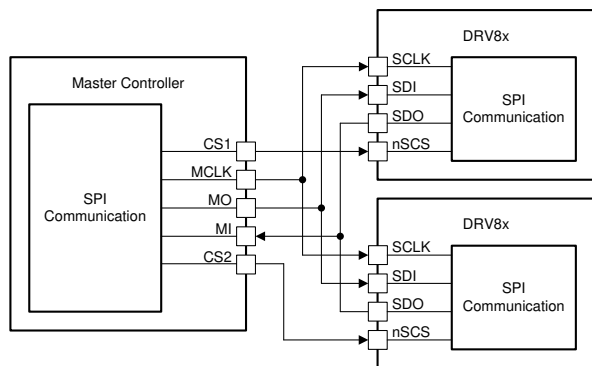 Master Controller
SPI
Communication
CS1
MCLK
MO
MI
CS2
DRV8x
SCLK
SDI
SDO
nSCS
SPI
Communication
DRV8x
SCLK
SDI
SDO
nSCS
SPI
Communication